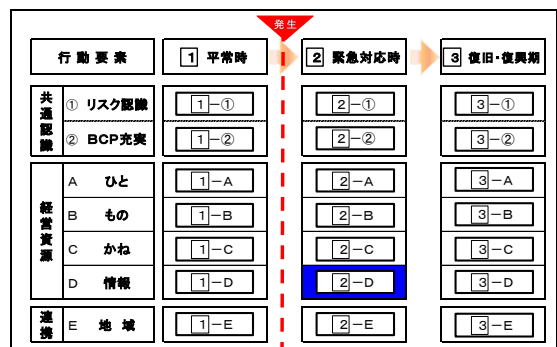 発生
行動要素 1 平常時 2 緊急対応時 3 復旧・復興期
共通認識
① リスク認識 1－① 2－① 3－①
② BCP充実 1－② 2－② 3－②
経営資源
A ひと 1－A 2－A 3－A
B もの 1－B 2－B 3－B
C かね 1－C 2－C 3－C
D 情報 1－D 2－D 3－D
連携
E 地域 1－E 2－E 3－E